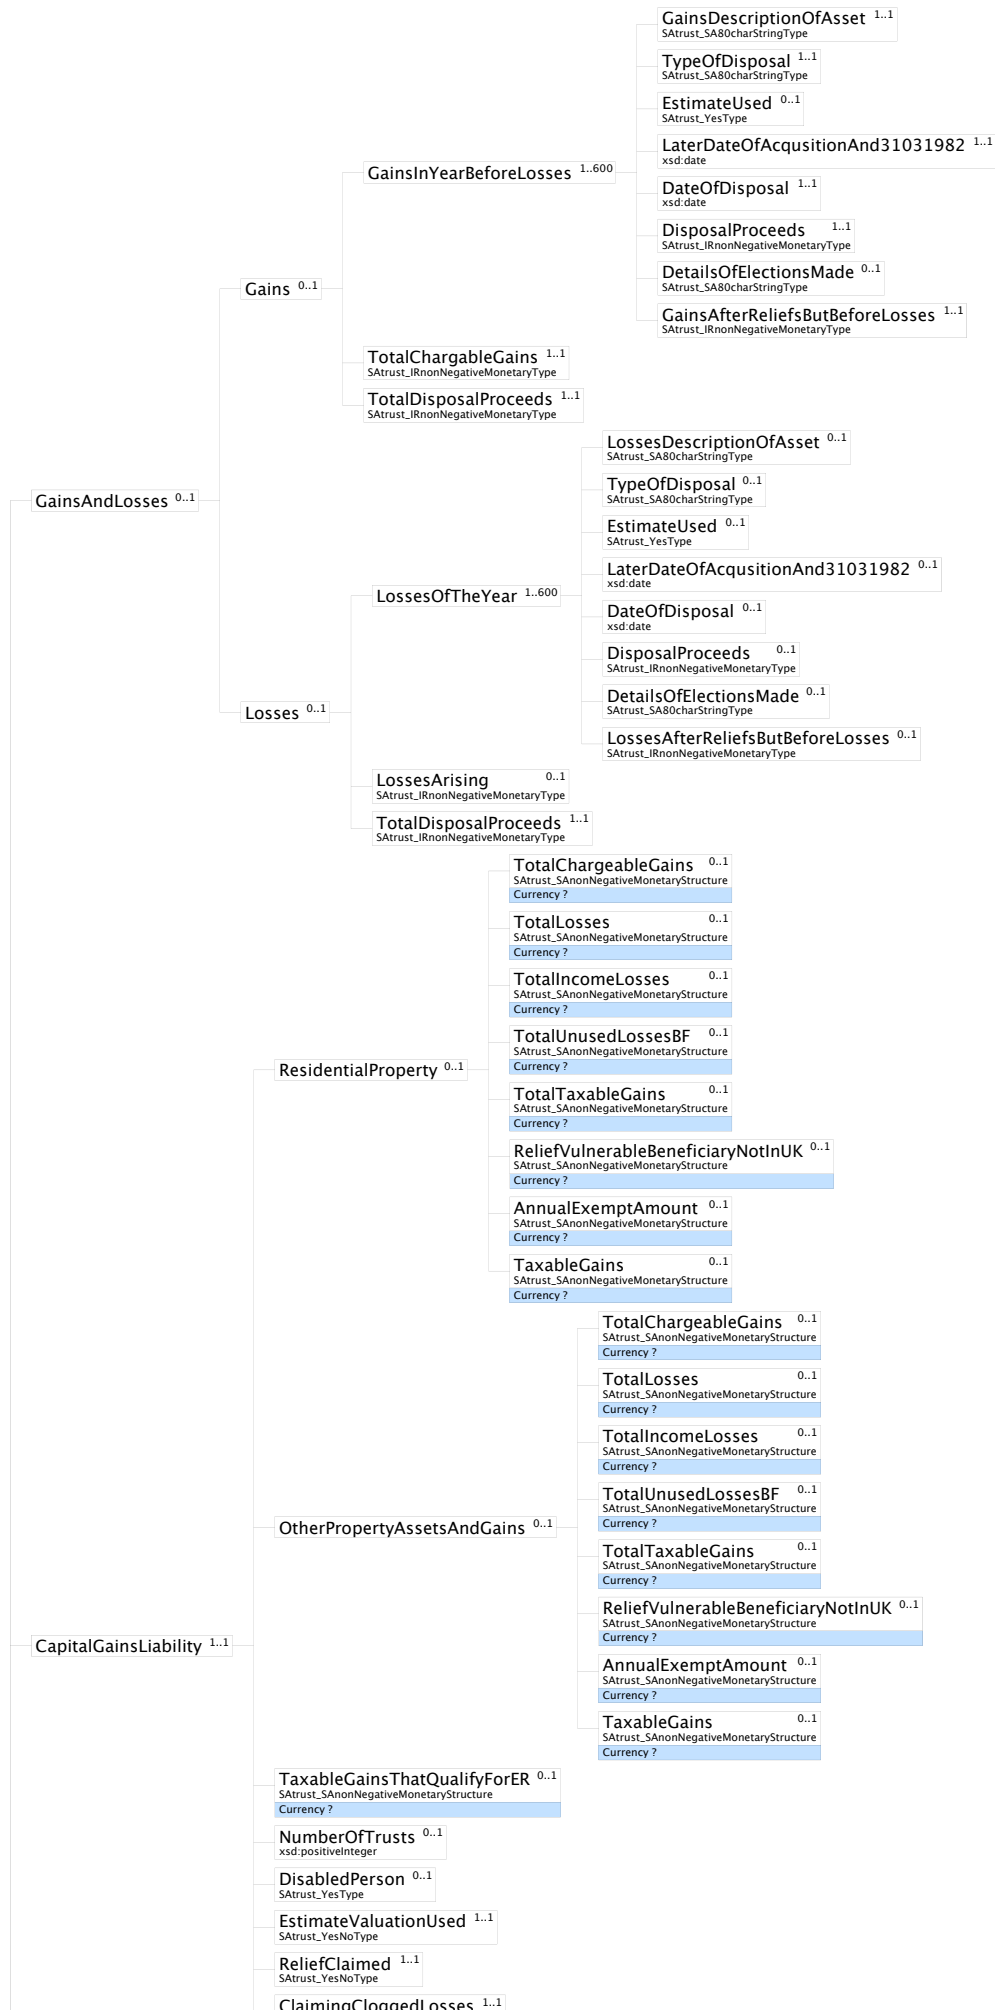 GainsDescriptionOfAsset 1..1
SAtrust_SA80charStringType
TypeOfDisposal 1..1
SAtrust_SA80charStringType
EstimateUsed 0..1
SAtrust_YesType
LaterDateOfAcqusitionAnd31031982 1..1
xsd:date
GainsInYearBeforeLosses 1..600
DateOfDisposal 1..1
xsd:date
DisposalProceeds 1..1
SAtrust_IRnonNegativeMonetaryType
DetailsOfElectionsMade 0..1
SAtrust_SA80charStringType
Gains 0..1
GainsAfterReliefsButBeforeLosses 1..1
SAtrust_IRnonNegativeMonetaryType
TotalChargableGains 1..1
SAtrust_IRnonNegativeMonetaryType
TotalDisposalProceeds 1..1
SAtrust_IRnonNegativeMonetaryType
LossesDescriptionOfAsset 0..1
SAtrust_SA80charStringType
TypeOfDisposal 0..1
SAtrust_SA80charStringType
GainsAndLosses 0..1
EstimateUsed 0..1
SAtrust_YesType
LaterDateOfAcqusitionAnd31031982 0..1
xsd:date
LossesOfTheYear 1..600
DateOfDisposal 0..1
xsd:date
DisposalProceeds 0..1
SAtrust_IRnonNegativeMonetaryType
DetailsOfElectionsMade 0..1
SAtrust_SA80charStringType
Losses 0..1
LossesAfterReliefsButBeforeLosses 0..1
SAtrust_IRnonNegativeMonetaryType
LossesArising 0..1
SAtrust_IRnonNegativeMonetaryType
TotalDisposalProceeds 1..1
SAtrust_IRnonNegativeMonetaryType
TotalChargeableGains 0..1
SAtrust_SAnonNegativeMonetaryStructure
Currency ?
TotalLosses 0..1
SAtrust_SAnonNegativeMonetaryStructure
Currency ?
TotalIncomeLosses 0..1
SAtrust_SAnonNegativeMonetaryStructure
Currency ?
TotalUnusedLossesBF 0..1
SAtrust_SAnonNegativeMonetaryStructure
Currency ?
ResidentialProperty 0..1
TotalTaxableGains 0..1
SAtrust_SAnonNegativeMonetaryStructure
Currency ?
ReliefVulnerableBeneficiaryNotInUK 0..1
SAtrust_SAnonNegativeMonetaryStructure
Currency ?
AnnualExemptAmount 0..1
SAtrust_SAnonNegativeMonetaryStructure
Currency ?
TaxableGains 0..1
SAtrust_SAnonNegativeMonetaryStructure
Currency ?
TotalChargeableGains 0..1
SAtrust_SAnonNegativeMonetaryStructure
Currency ?
TotalLosses 0..1
SAtrust_SAnonNegativeMonetaryStructure
Currency ?
TotalIncomeLosses 0..1
SAtrust_SAnonNegativeMonetaryStructure
Currency ?
TotalUnusedLossesBF 0..1
SAtrust_SAnonNegativeMonetaryStructure
Currency ?
OtherPropertyAssetsAndGains 0..1
TotalTaxableGains 0..1
SAtrust_SAnonNegativeMonetaryStructure
Currency ?
ReliefVulnerableBeneficiaryNotInUK 0..1
SAtrust_SAnonNegativeMonetaryStructure
Currency ?
CapitalGainsLiability 1..1
AnnualExemptAmount 0..1
SAtrust_SAnonNegativeMonetaryStructure
Currency ?
TaxableGains 0..1
SAtrust_SAnonNegativeMonetaryStructure
Currency ?
TaxableGainsThatQualifyForER 0..1
SAtrust_SAnonNegativeMonetaryStructure
Currency ?
NumberOfTrusts 0..1
xsd:positiveInteger
DisabledPerson 0..1
SAtrust_YesType
EstimateValuationUsed 1..1
SAtrust_YesNoType
ReliefClaimed 1..1
SAtrust_YesNoType
ClaimingCloggedLosses 1..1